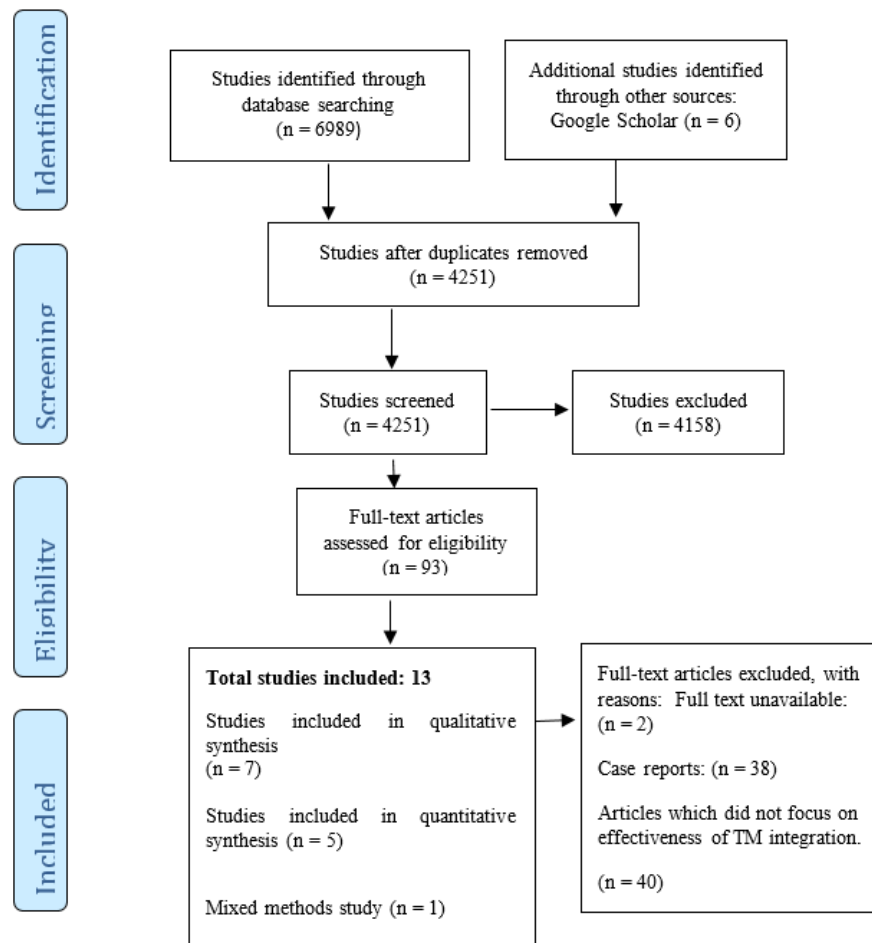 Identification
Studies identified through
database searching
(n = 6989)
Additional studies identified
through other sources:
Google Scholar (n = 6)
Studies after duplicates removed
(n = 4251)
Screening
Studies screened
(n = 4251)
Studies excluded
(n = 4158)
Eligibility
Full-text articles
assessed for eligibility
(n = 93)
Included
Total studies included: 13
Studies included in qualitative
synthesis
(n = 7)
Studies included in quantitative
synthesis (n = 5)
Mixed methods study (n = 1)
Full-text articles excluded, with
reasons: Full text unavailable:
(n = 2)
Case reports: (n = 38)
Articles which did not focus on
effectiveness of TM integration.
(n = 40)